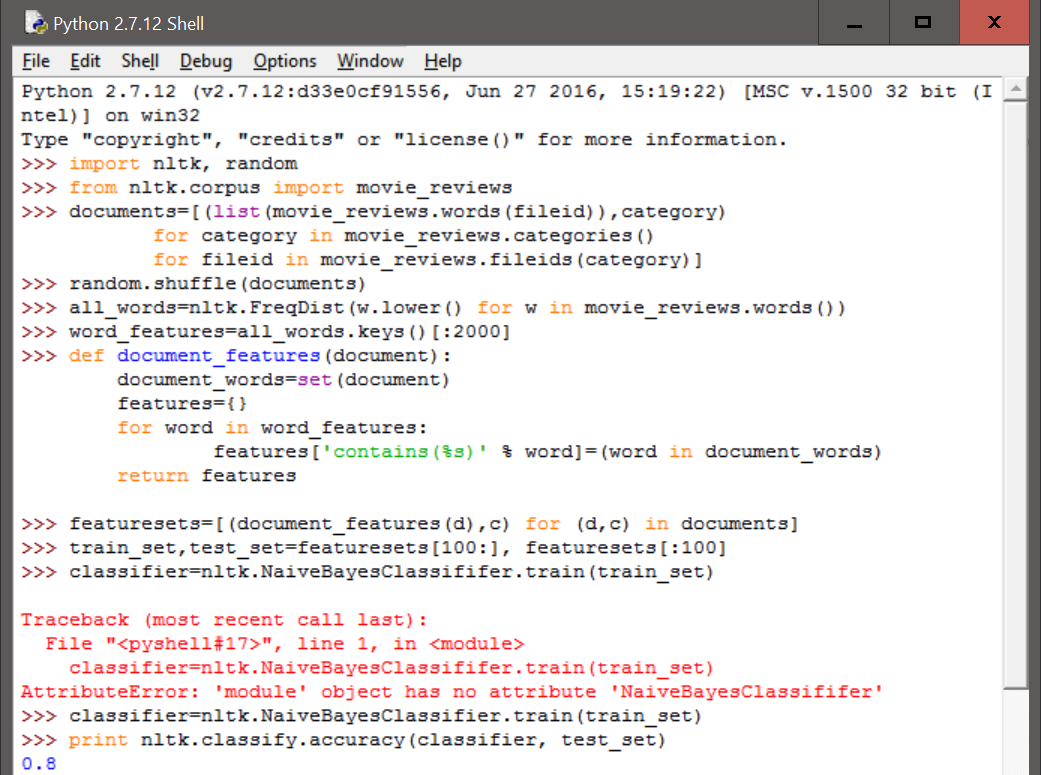 Python 2.7.12 Shell
File Edit Shell Debug Options Window Help
Python 2.7.12 (v2.7.12:d33e0cf91556, Jun 27 2016, 15:19:22) [MSC v.1500 32 bit (I
ntel)] on win32
Type "copyright", "credits" or "license()" for more information.
>>> import nltk, random
>>> from nltk.corpus import movie_reviews
>>> documents=[(list(movie_reviews.words(fileid)),category)
           for category in movie_reviews.categories()
           for fileid in movie_reviews.fileids(category)]
>>> random.shuffle(documents)
>>> all_words=nltk.FreqDist(w.lower() for w in movie_reviews.words())
>>> word_features=all_words.keys()[:2000]
>>> def document_features(document):
        document_words=set(document)
        features={}
        for word in word_features:
                features['contains(%s)' % word]=(word in document_words)
        return features

>>> featuresets=[(document_features(d),c) for (d,c) in documents]
>>> train_set,test_set=featuresets[100:], featuresets[:100]
>>> classifier=nltk.NaiveBayesClassififer.train(train_set)

Traceback (most recent call last):
  File "<pyshell#17>", line 1, in <module>
    classifier=nltk.NaiveBayesClassififer.train(train_set)
AttributeError: 'module' object has no attribute 'NaiveBayesClassififer'
>>> classifier=nltk.NaiveBayesClassifier.train(train_set)
>>> print nltk.classify.accuracy(classifier, test_set)
0.8